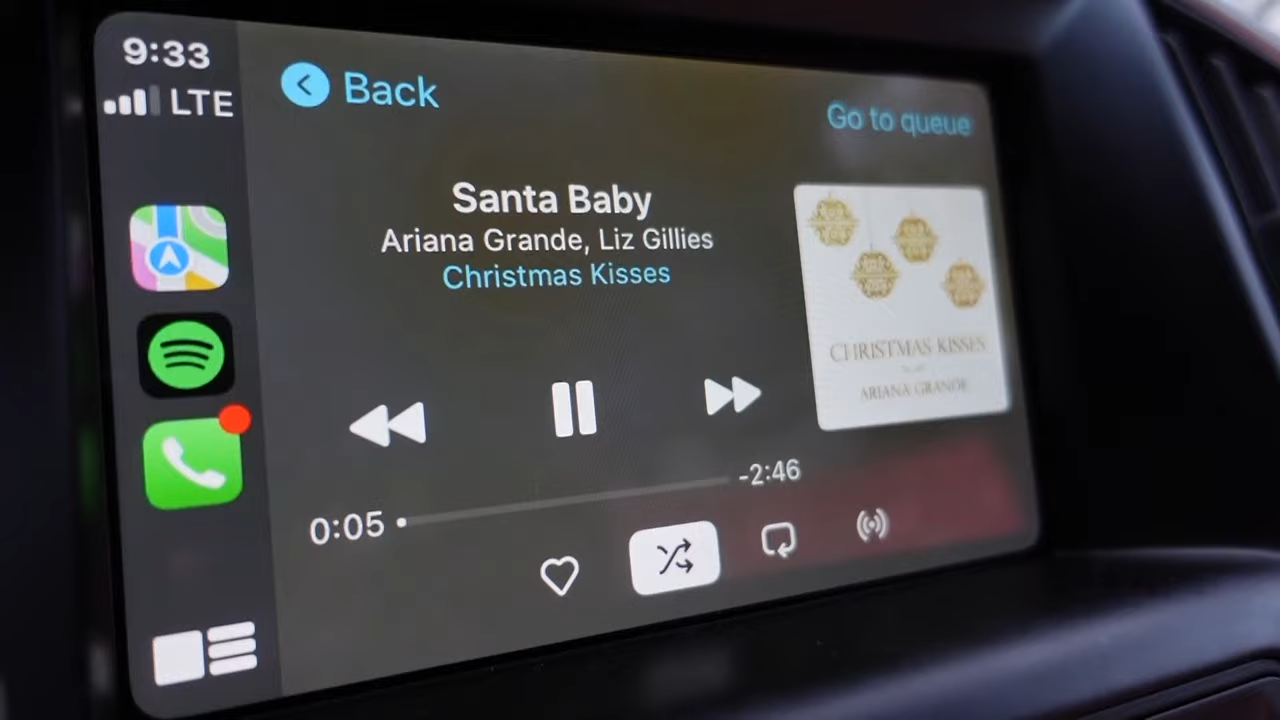 9:33
LTE
Back
Go to queue
Santa Baby
Ariana Grande, Liz Gillies
Christmas Kisses
CHRISTMAS KISSES
ARIANA GRANDE
-2:46
0:05